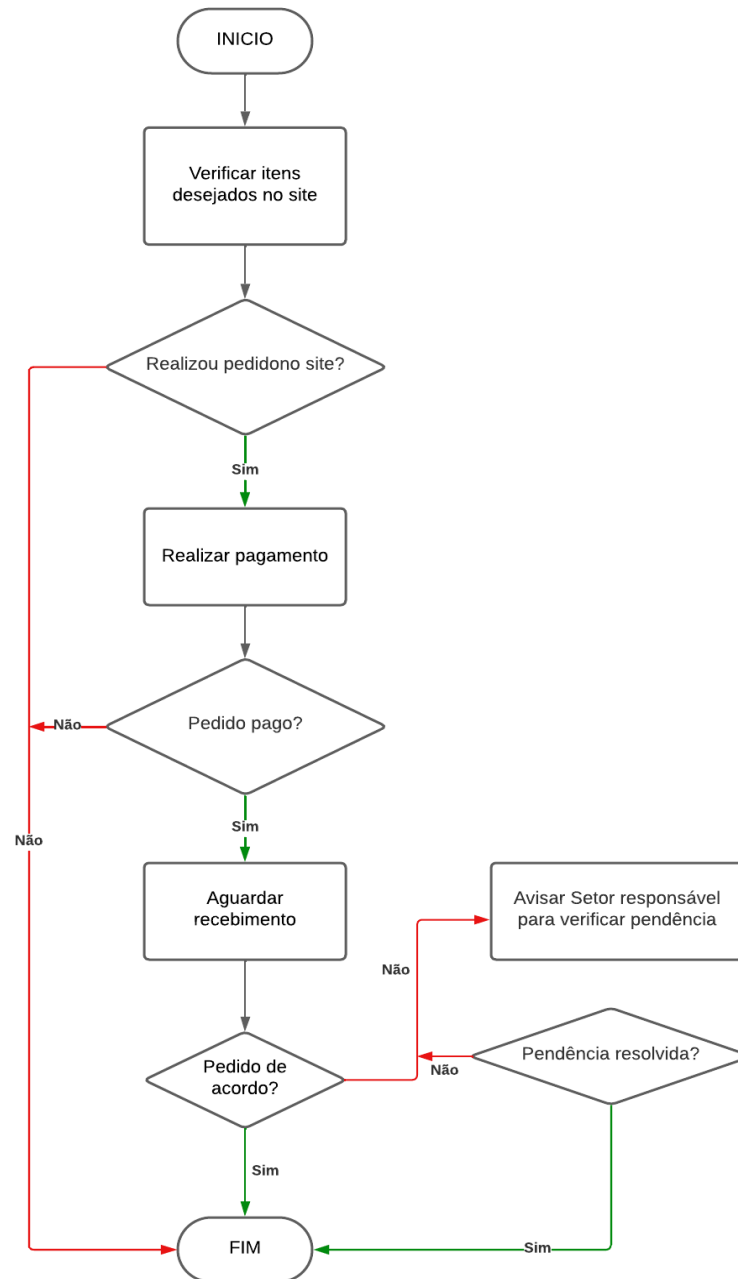 INICIO
Verificar itens
desejados no site
Realizou pedidono site?
Sim
Realizar pagamento
Pedido pago?
Não
Sim
Não
Aguardar
recebimento
Avisar Setor responsável
para verificar pendência
Não
Pedido de
acordo?
Pendência resolvida?
Não
Sim
FIM
Sim